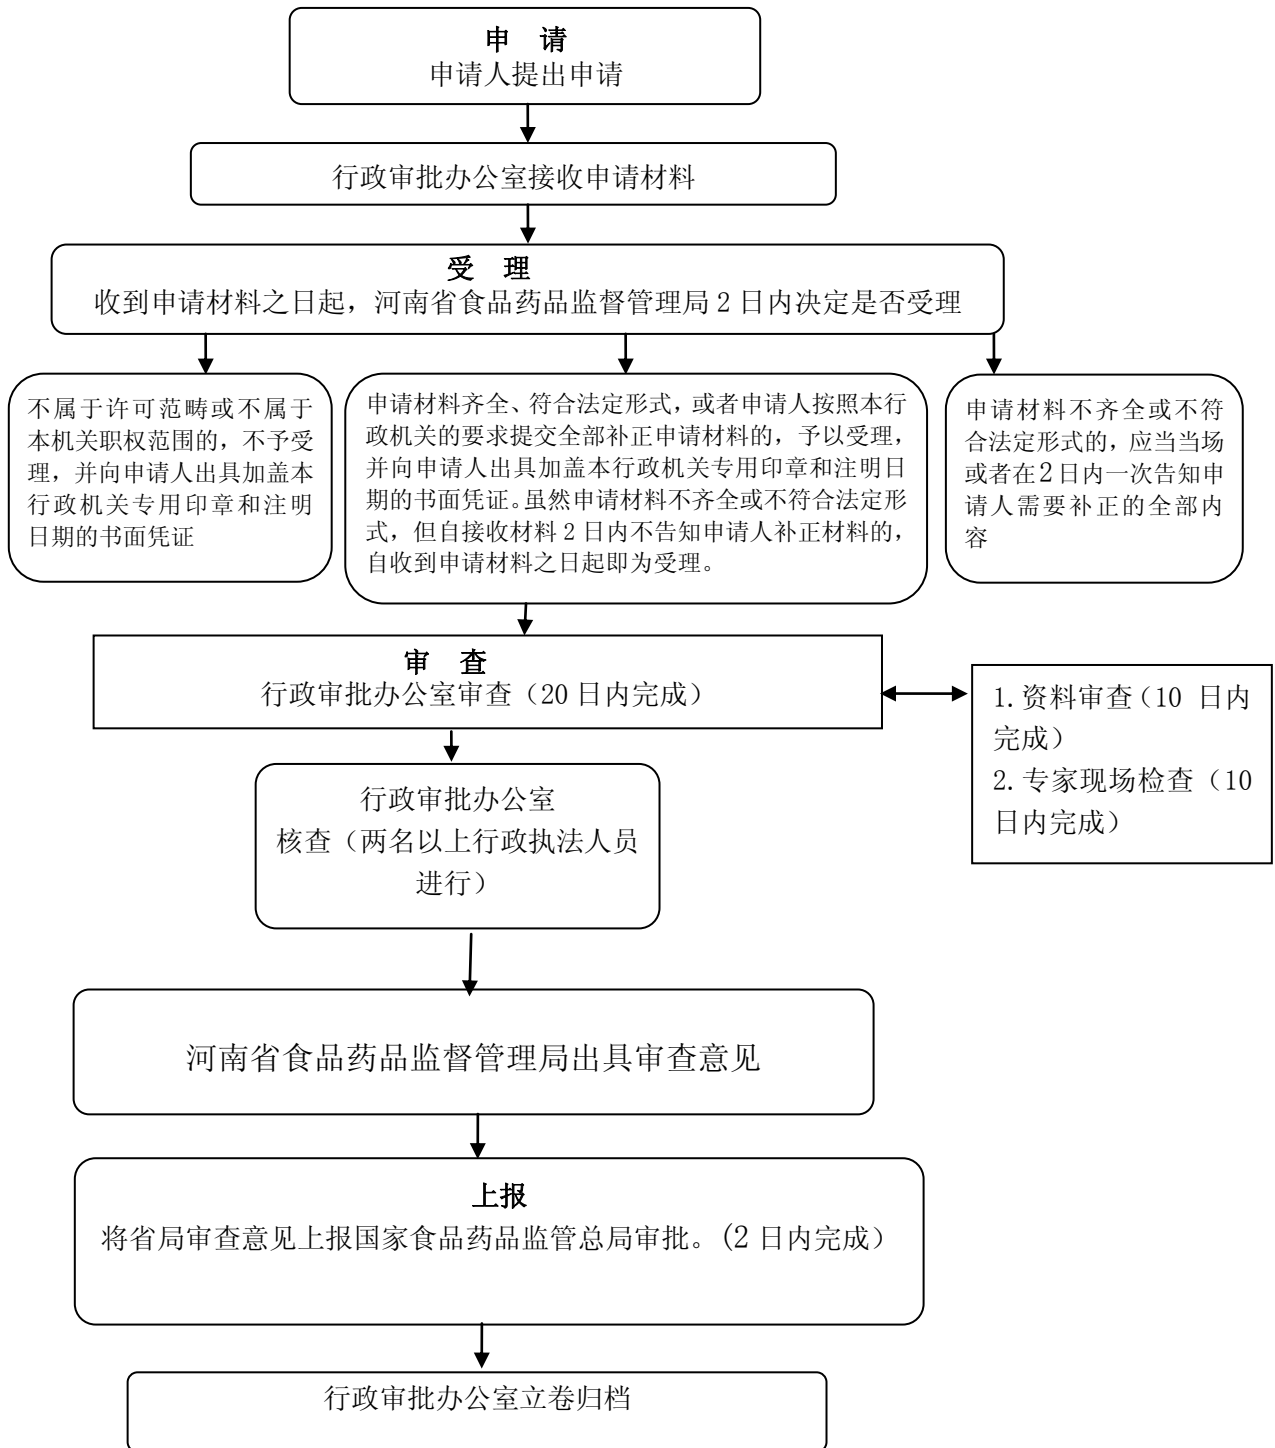 申 请
申请人提出申请
行政审批办公室接收申请材料
受 理
收到申请材料之日起，河南省食品药品监督管理局 2 日内决定是否受理
不属于许可范畴或不属于
本机关职权范围的，不予受
理，并向申请人出具加盖本
行政机关专用印章和注明
日期的书面凭证
申请材料齐全、符合法定形式，或者申请人按照本行
政机关的要求提交全部补正申请材料的，予以受理，
并向申请人出具加盖本行政机关专用印章和注明日
期的书面凭证。虽然申请材料不齐全或不符合法定形
式，但自接收材料 2 日内不告知申请人补正材料的，
自收到申请材料之日起即为受理。
申请材料不齐全或不符
合法定形式的，应当当场
或者在2日内一次告知申
请人需要补正的全部内
容
审 查
行政审批办公室审查（20 日内完成）
1.资料审查（10 日内
完成）
2.专家现场检查（10
日内完成）
行政审批办公室
核查（两名以上行政执法人员
进行）
河南省食品药品监督管理局出具审查意见
上报
将省局审查意见上报国家食品药品监管总局审批。（2 日内完成）
行政审批办公室立卷归档